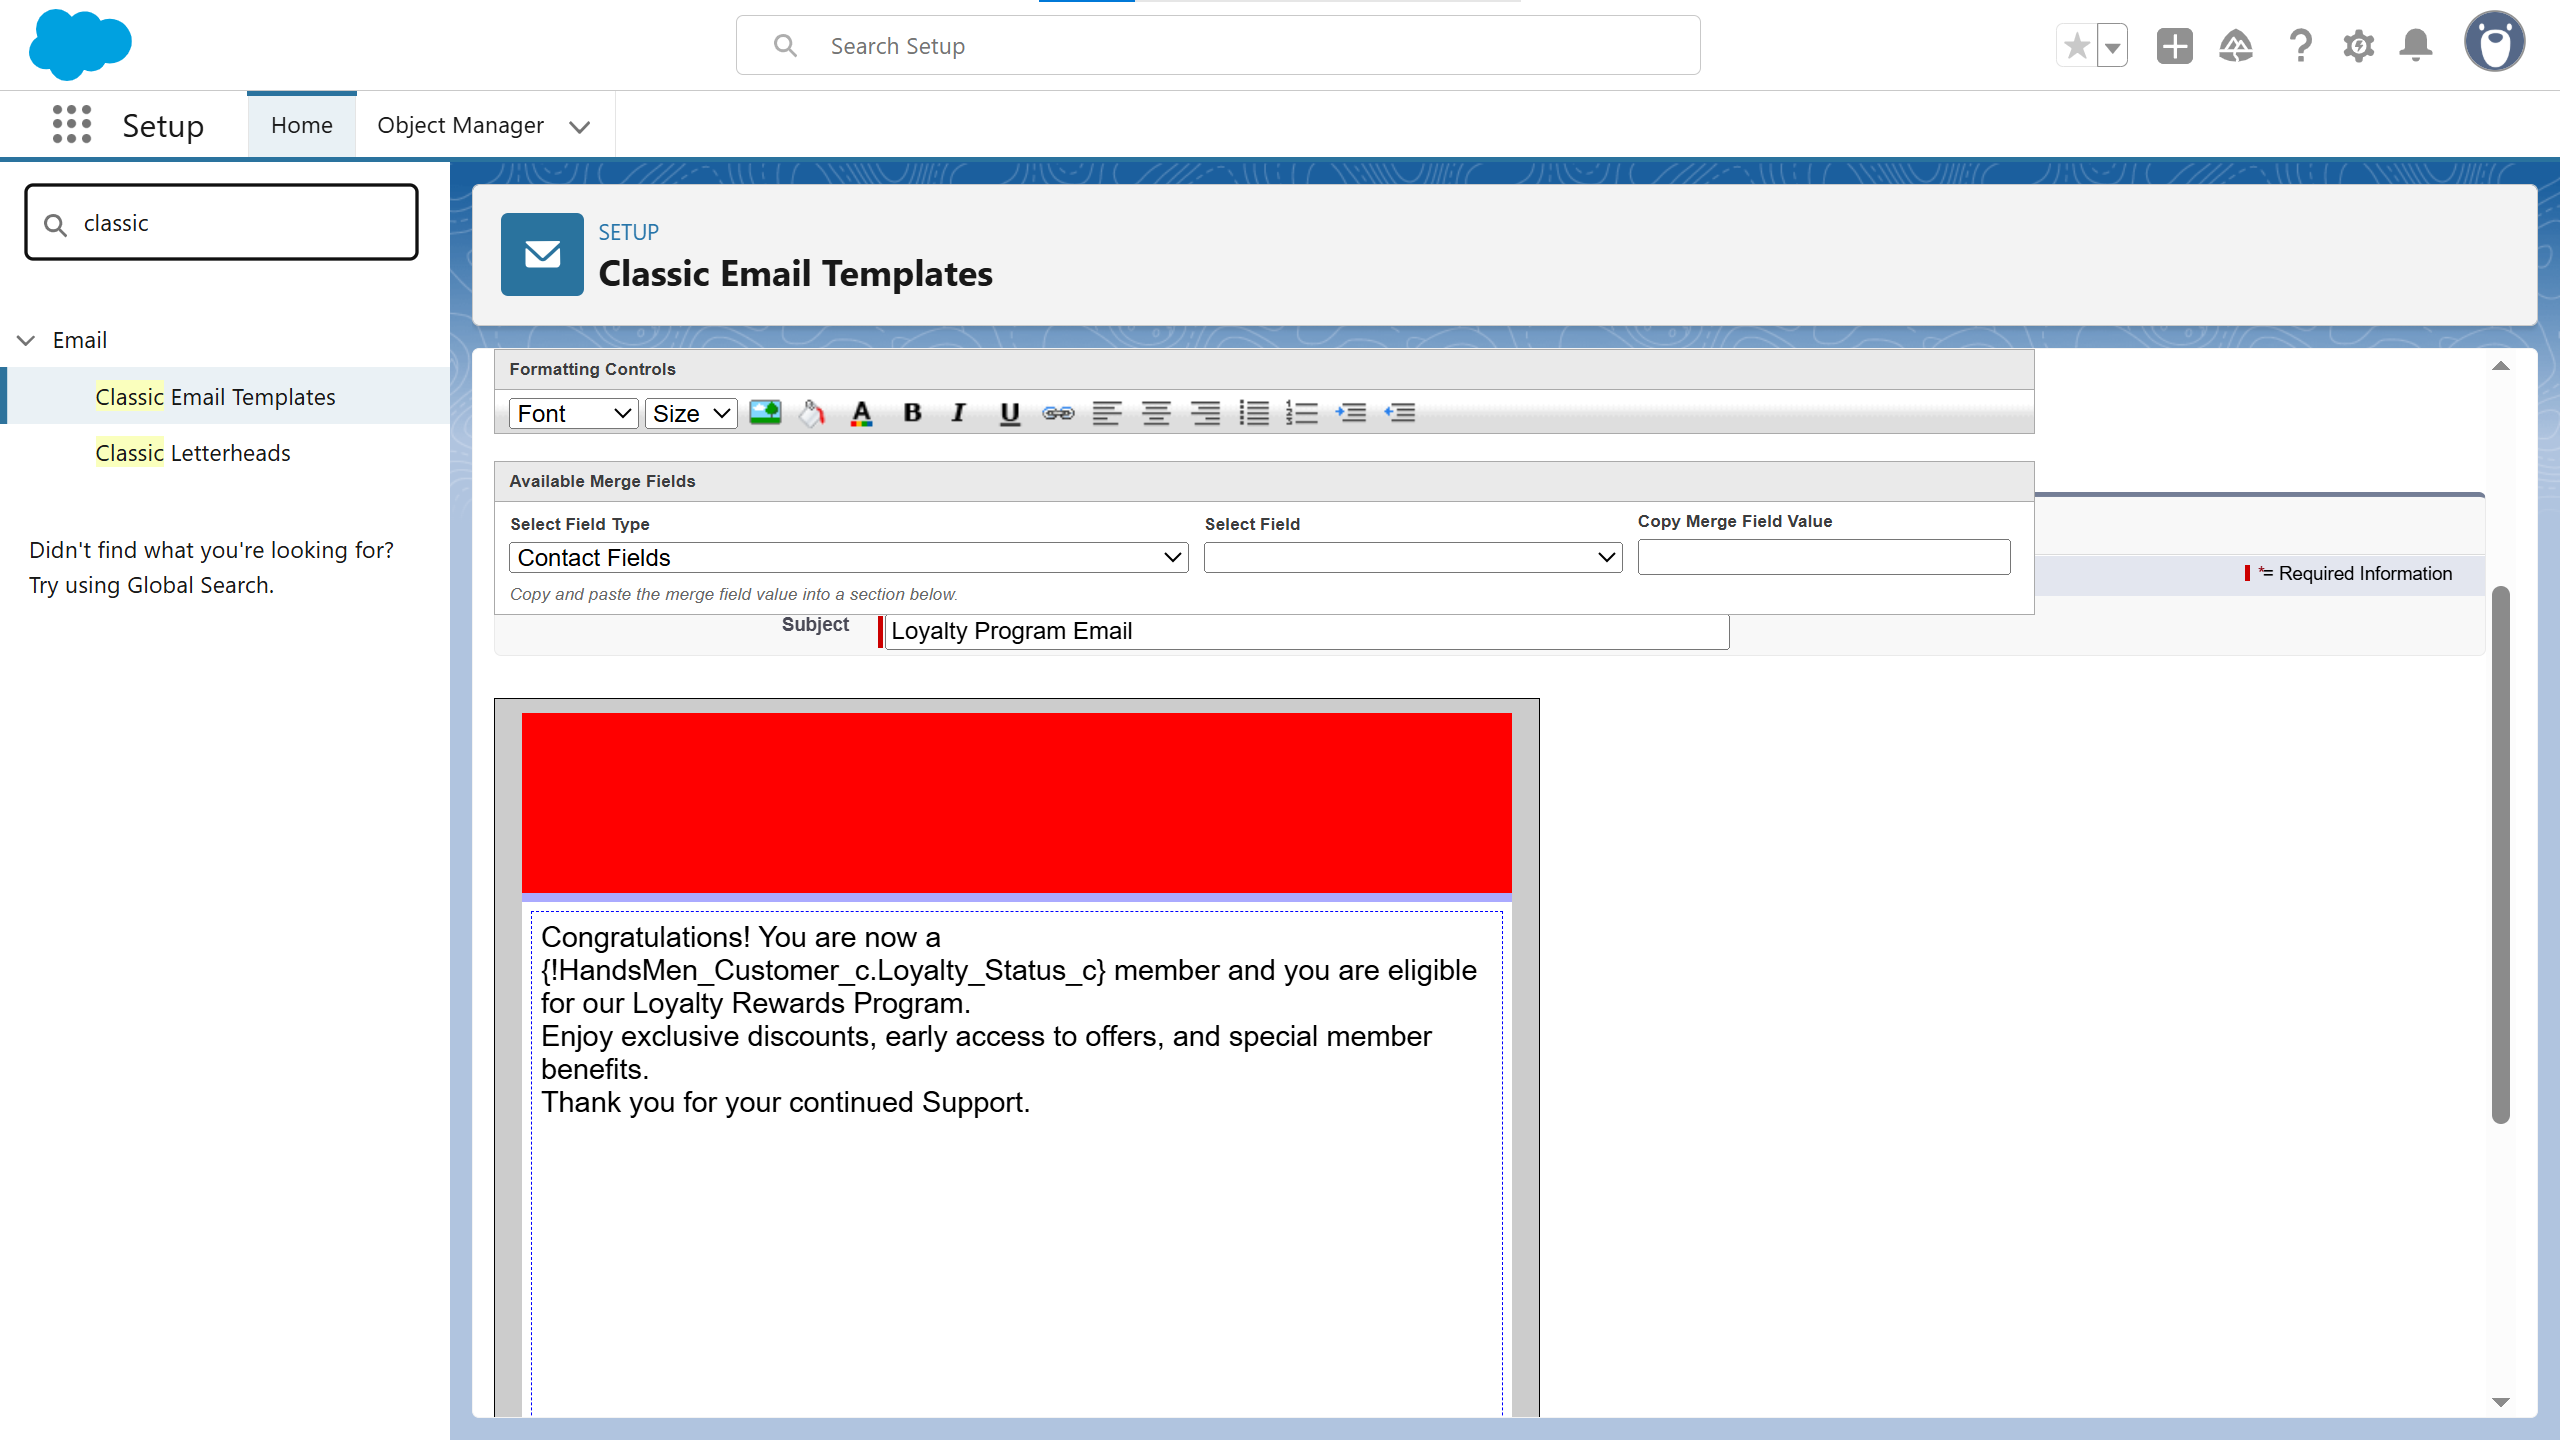 Search Setup
Setup
Home
Object Manager
classic
Email
Classic Email Templates
Classic Letterheads
Didn't find what you're looking for?
Try using Global Search.
SETUP
Classic Email Templates
Formatting Controls
Font
Size
Available Merge Fields
Select Field Type
Select Field
Copy Merge Field Value
Contact Fields
Copy and paste the merge field value into a section below.
*= Required Information
Subject
Loyalty Program Email
Congratulations! You are now a
{!HandsMen_Customer_c.Loyalty_Status_c} member and you are eligible
for our Loyalty Rewards Program.
Enjoy exclusive discounts, early access to offers, and special member
benefits.
Thank you for your continued Support.